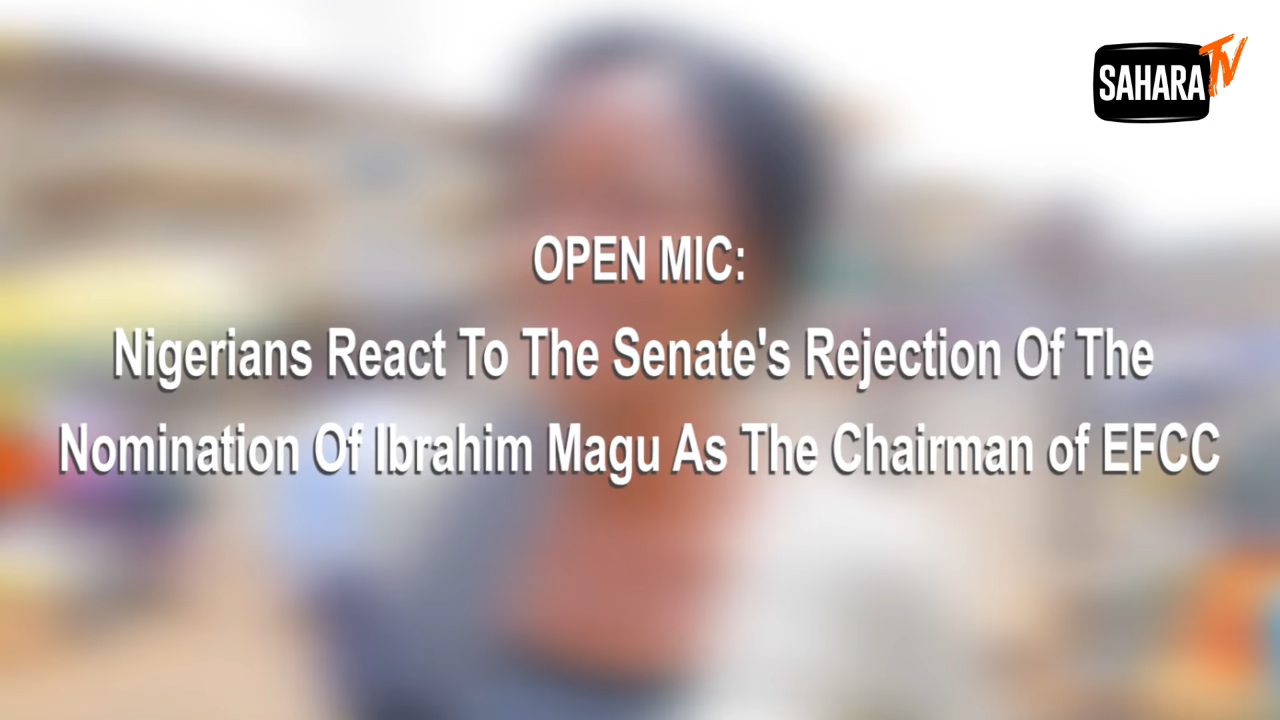 SAHARA TV
OPEN MIC:
Nigerians React To The Senate's Rejection Of The
Nomination Of Ibrahim Magu As The Chairman of EFCC